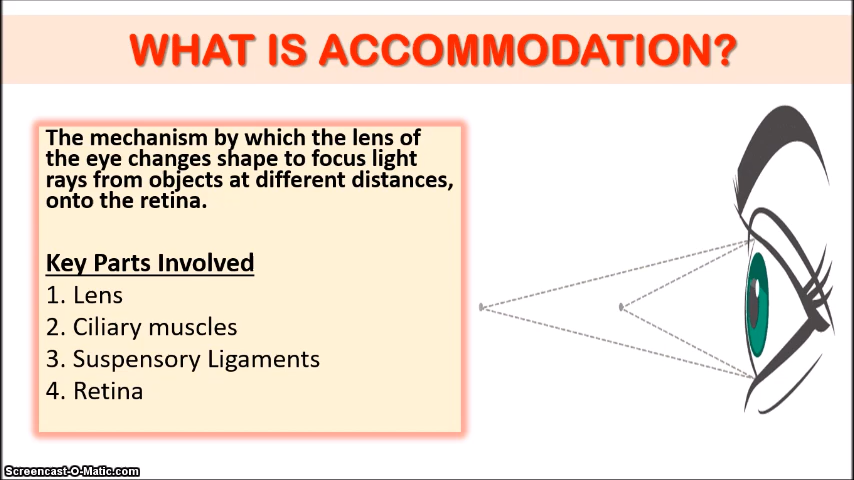 WHAT IS ACCOMMODATION?
The mechanism by which the lens of
the eye changes shape to focus light
rays from objects at different distances,
onto the retina.
Key Parts Involved
1. Lens
2. Ciliary muscles
3. Suspensory Ligaments
4. Retina
Screencast-O-Matic.com